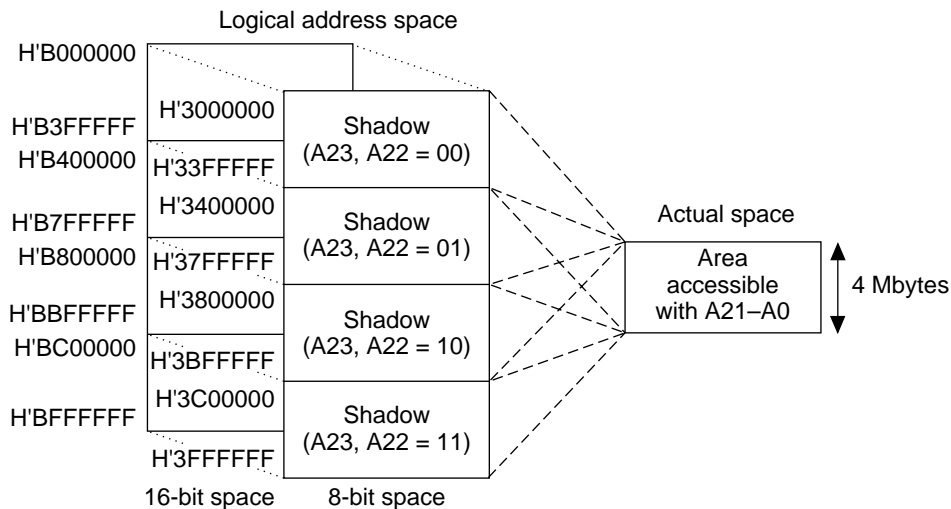 Logical address space
H'B000000
H'3000000
H'B3FFFFF
H'B400000
Shadow
(A23, A22 = 00)
H'33FFFFF
H'3400000
H'B7FFFFF
H'B800000
Shadow
(A23, A22 = 01)
H'37FFFFF
H'3800000
H'BBFFFFF
H'BC00000
Shadow
(A23, A22 = 10)
H'3BFFFFF
H'3C00000
H'BFFFFFF
Shadow
(A23, A22 = 11)
H'3FFFFFF
16-bit space
8-bit space
Actual space
Area
accessible
with A21–A0
4 Mbytes